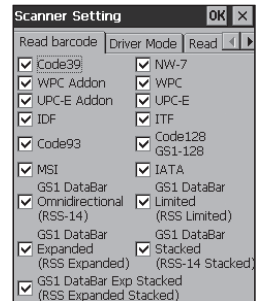 Scanner Setting OK ×
Read barcode Driver Mode Read
Code39 NW-7
WPC Addon WPC
UPC-E Addon UPC-E
IDF ITF
Code93 Code128
GS1-128
MSI IATA
GS1 DataBar GS1 DataBar
Omnidirectional Limited
(RSS-14) (RSS Limited)
GS1 DataBar GS1 DataBar
Expanded Stacked
(RSS Expanded) (RSS-14 Stacked)
GS1 DataBar Exp Stacked
(RSS Expanded Stacked)